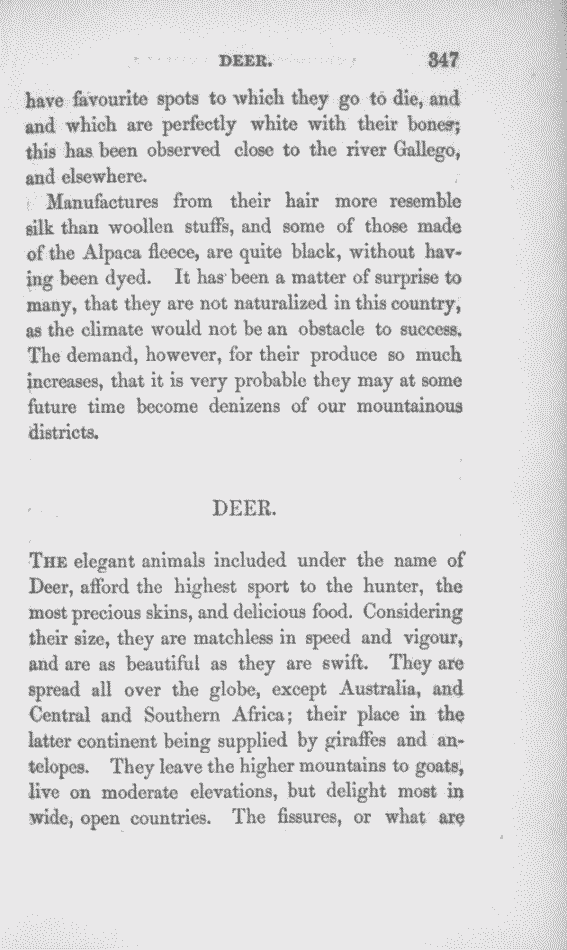 DEER. 347
have favourite spots to which they go to die, and
and which are perfectly white with their bones;
this has been observed close to the river Gallego,
and elsewhere.
Manufactures from their hair more resemble
silk than woollen stuffs, and some of those made
of the Alpaca fleece, are quite black, without hav-
ing been dyed. It has been a matter of surprise to
many, that they are not naturalized in this country,
as the climate would not be an obstacle to success.
The demand, however, for their produce so much
increases, that it is very probable they may at some
future time become denizens of our mountainous
districts.
DEER.
THE elegant animals included under the name of
Deer, afford the highest sport to the hunter, the
most precious skins, and delicious food. Considering
their size, they are matchless in speed and vigour,
and are as beautiful as they are swift. They are
spread all over the globe, except Australia, and
Central and Southern Africa; their place in the
latter continent being supplied by giraffes and an-
telopes. They leave the higher mountains to goats,
live on moderate elevations, but delight most in
wide, open countries. The fissures, or what are